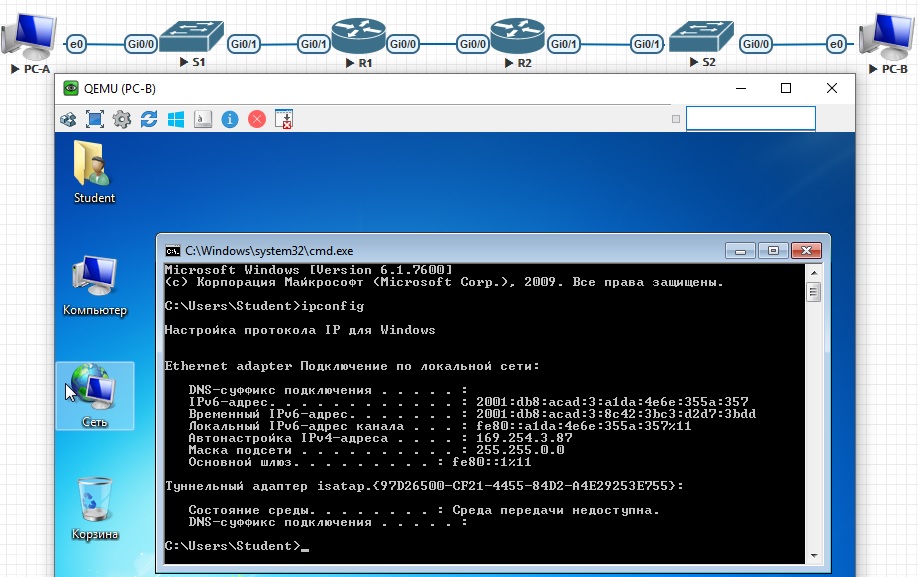 e0 Gi0/0 Gi0/1 Gi0/1 Gi0/0 Gi0/0 Gi0/1 Gi0/1 Gi0/0 e0
PC-A S1 R1 R2 S2 PC-B
QEMU (PC-B)
Student
Компьютер
Сеть
Корзина
C:\Windows\system32\cmd.exe
Microsoft Windows [Version 6.1.7600]
(c) Корпорация Майкрософт (Microsoft Corp.), 2009. Все права защищены.
C:\Users\Student>ipconfig
Настройка протокола IP для Windows
Ethernet adapter Подключение по локальной сети:
DNS-суффикс подключения . . . . . :
IPv6-адрес. . . . . . . . . . . . : 2001:db8:acad:3:a1da:4e6e:355a:357
Временный IPv6-адрес. . . . . . . : 2001:db8:acad:3:8c42:3bc3:d2d7:3bdd
Локальный IPv6-адрес канала . . . : fe80::a1da:4e6e:355a:357%11
Автонастройка IPv4-адреса . . . . : 169.254.3.87
Маска подсети . . . . . . . . . . : 255.255.0.0
Основной шлюз. . . . . . . . . : fe80::1%11
Туннельный адаптер isatap.{97D26500-CF21-4455-84D2-A4E29253E755}:
Состояние среды. . . . . . . . : Среда передачи недоступна.
DNS-суффикс подключения . . . . . :
C:\Users\Student>_